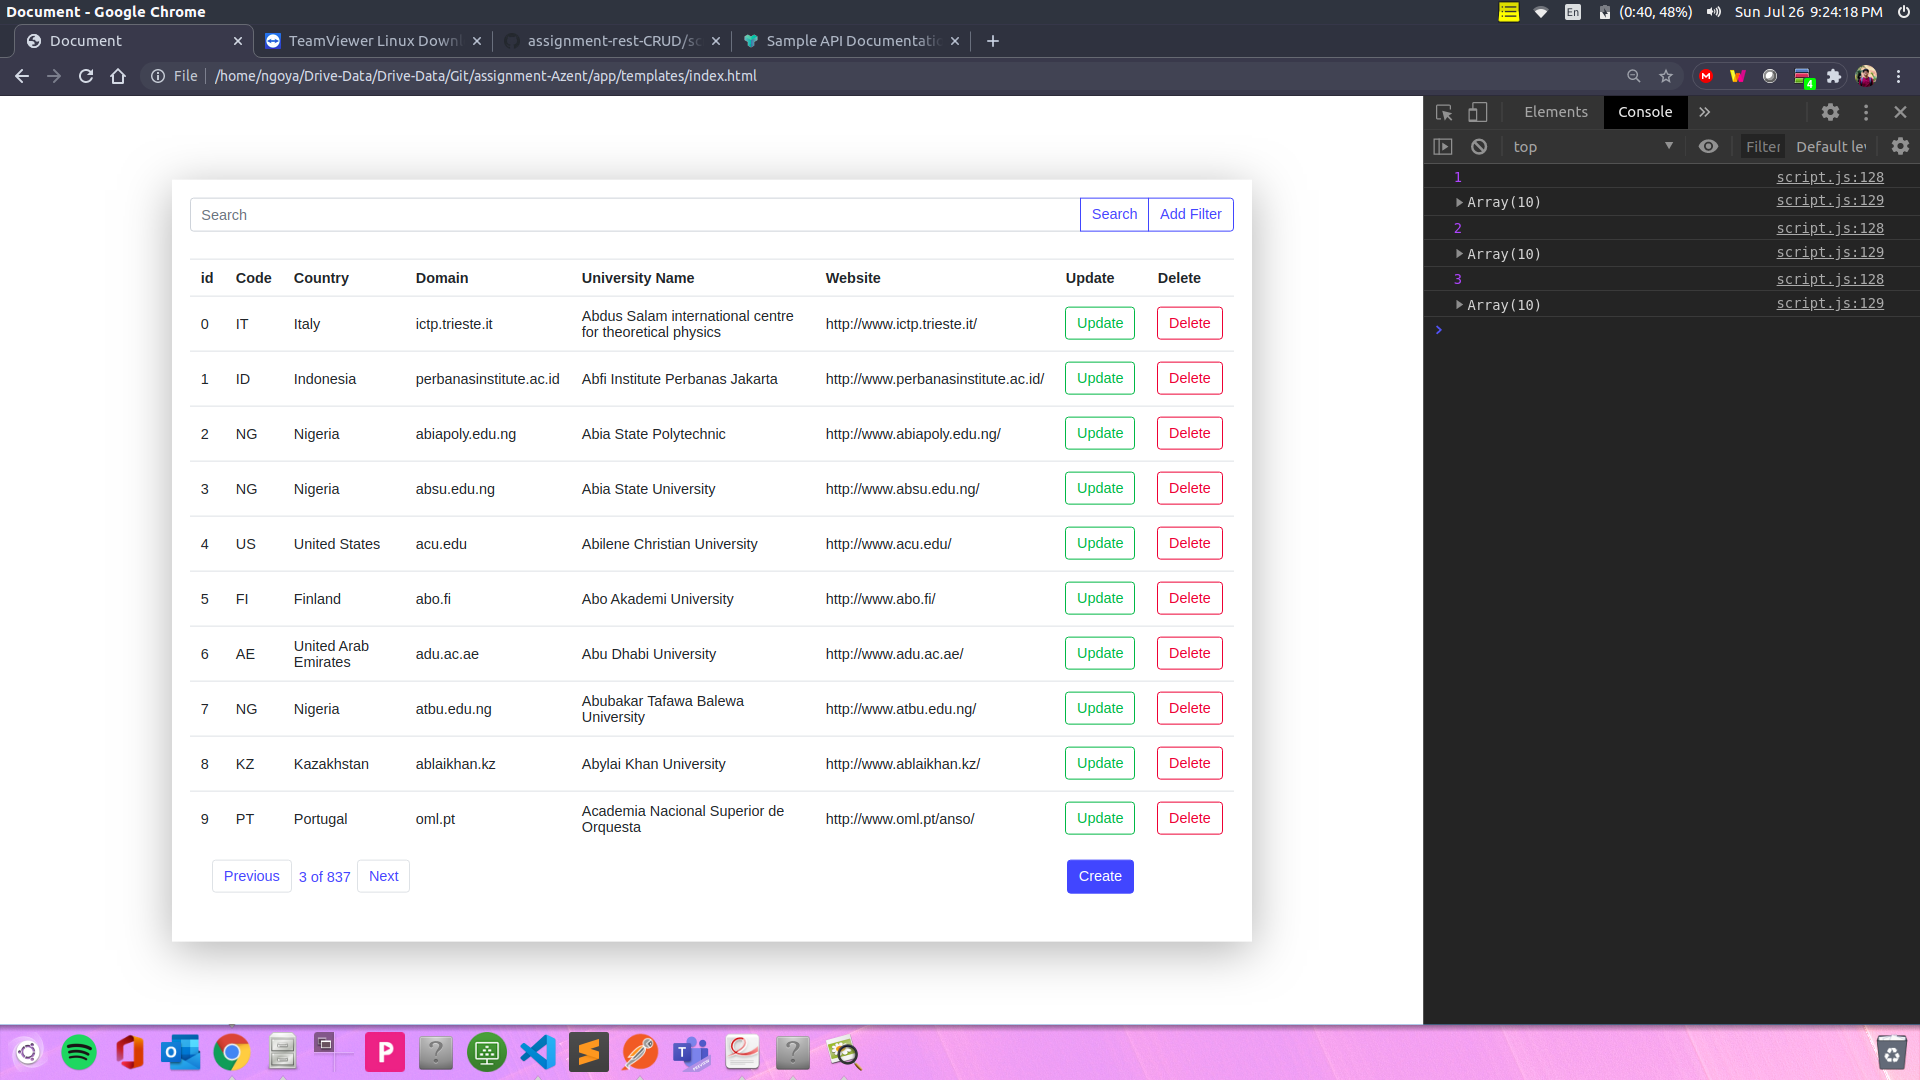 Document - Google Chrome
En
(0:40, 48%)
Sun Jul 26 9:24:18 PM
Document
TeamViewer Linux Downl
assignment-rest-CRUD/sc
Sample API Documentatio
File
/home/ngoya/Drive-Data/Drive-Data/Git/assignment-Azent/app/templates/index.html
4
Elements
Console
top
Filter
Default lev
1 script.js:128
Array(10) script.js:129
2 script.js:128
Array(10) script.js:129
3 script.js:128
Array(10) script.js:129
Search
Search
Add Filter
id Code Country Domain University Name Website Update Delete
0 IT Italy ictp.trieste.it Abdus Salam international centre for theoretical physics http://www.ictp.trieste.it/ Update Delete
1 ID Indonesia perbanasinstitute.ac.id Abfi Institute Perbanas Jakarta http://www.perbanasinstitute.ac.id/ Update Delete
2 NG Nigeria abiapoly.edu.ng Abia State Polytechnic http://www.abiapoly.edu.ng/ Update Delete
3 NG Nigeria absu.edu.ng Abia State University http://www.absu.edu.ng/ Update Delete
4 US United States acu.edu Abilene Christian University http://www.acu.edu/ Update Delete
5 FI Finland abo.fi Abo Akademi University http://www.abo.fi/ Update Delete
6 AE United Arab Emirates adu.ac.ae Abu Dhabi University http://www.adu.ac.ae/ Update Delete
7 NG Nigeria atbu.edu.ng Abubakar Tafawa Balewa University http://www.atbu.edu.ng/ Update Delete
8 KZ Kazakhstan ablaikhan.kz Abylai Khan University http://www.ablaikhan.kz/ Update Delete
9 PT Portugal oml.pt Academia Nacional Superior de Orquesta http://www.oml.pt/anso/ Update Delete
Previous 3 of 837 Next
Create